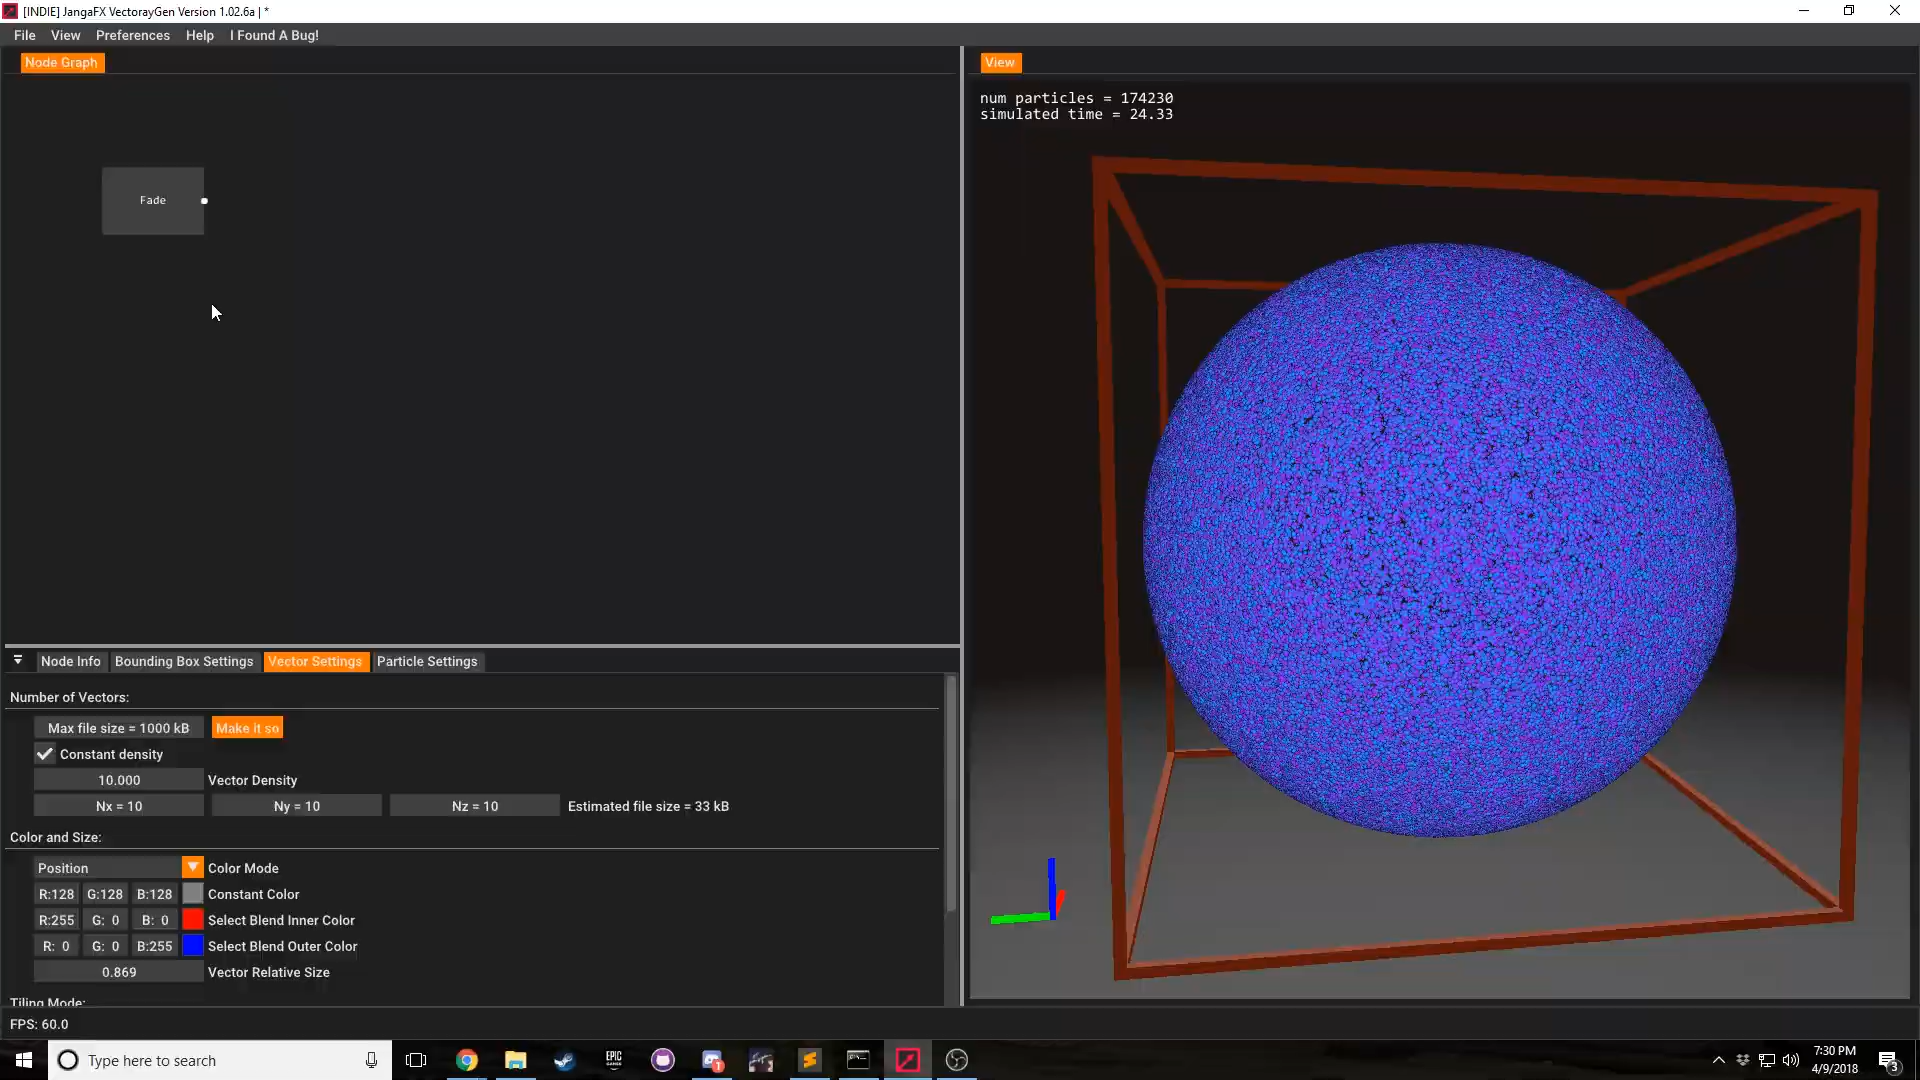 [INDIE] JangaFX VectorayGen Version 1.02.6a | *
File View Preferences Help I Found A Bug!
Node Graph
Fade
View
num particles = 174230
simulated time = 24.33
Node Info Bounding Box Settings Vector Settings Particle Settings
Number of Vectors:
Max file size = 1000 kB Make it so
Constant density
10.000 Vector Density
Nx = 10 Ny = 10 Nz = 10 Estimated file size = 33 kB
Color and Size:
Position Color Mode
R:128 G:128 B:128 Constant Color
R:255 G: 0 B: 0 Select Blend Inner Color
R: 0 G: 0 B:255 Select Blend Outer Color
0.869 Vector Relative Size
Tiling Mode:
FPS: 60.0
Type here to search
EPIC
GAMES
1
7:30 PM
4/9/2018
3